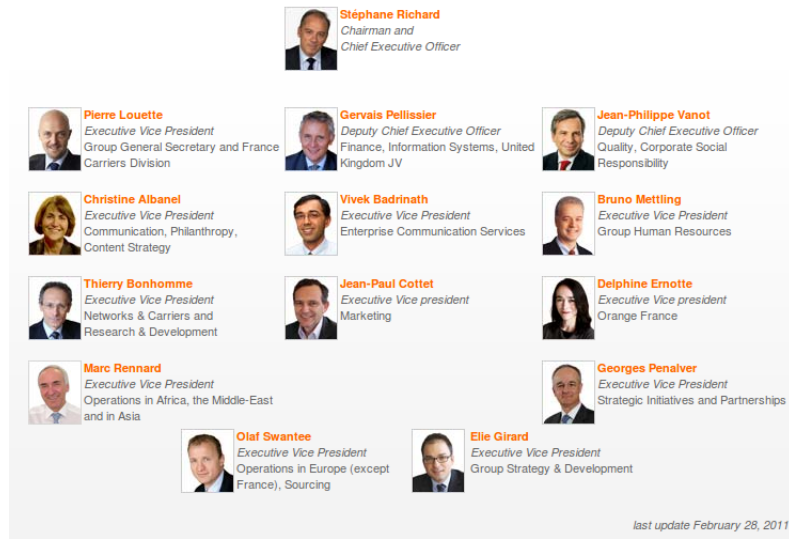 Stéphane Richard
Chairman and
Chief Executive Officer
Pierre Louette
Executive Vice President
Group General Secretary and France
Carriers Division
Gervais Pellissier
Deputy Chief Executive Officer
Finance, Information Systems, United
Kingdom JV
Jean-Philippe Vanot
Deputy Chief Executive Officer
Quality, Corporate Social
Responsibility
Christine Albanel
Executive Vice President
Communication, Philanthropy,
Content Strategy
Vivek Badrinath
Executive Vice President
Enterprise Communication Services
Bruno Mettling
Executive Vice President
Group Human Resources
Thierry Bonhomme
Executive Vice President
Networks & Carriers and
Research & Development
Jean-Paul Cottet
Executive Vice president
Marketing
Delphine Ernotte
Executive Vice president
Orange France
Marc Rennard
Executive Vice President
Operations in Africa, the Middle-East
and in Asia
Georges Penalver
Executive Vice President
Strategic Initiatives and Partnerships
Olaf Swantee
Executive Vice President
Operations in Europe (except
France), Sourcing
Elie Girard
Executive Vice President
Group Strategy & Development
last update February 28, 2011